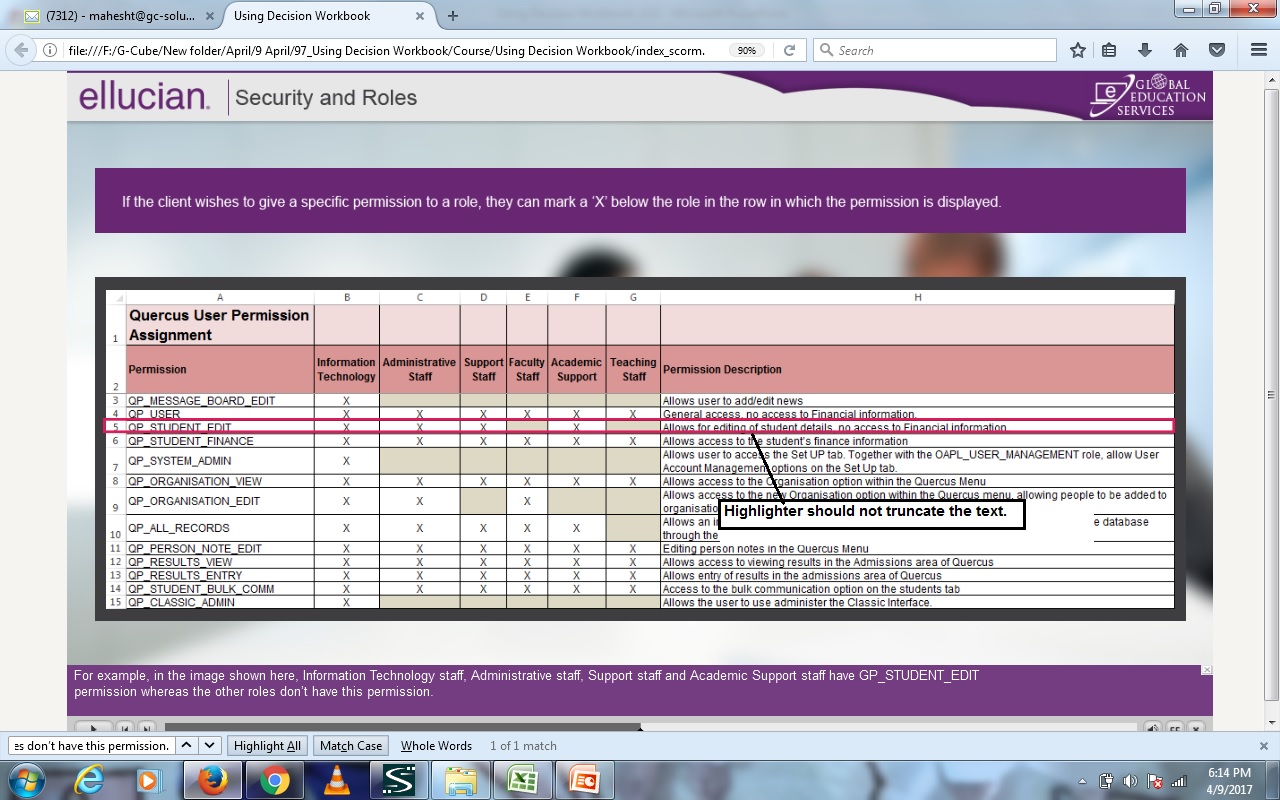 (7312) - mahesht@gc-solu...
Using Decision Workbook
file:///F:/G-Cube/New folder/April/9 April/97_Using Decision Workbook/Course/Using Decision Workbook/index_scorm.
90%
Search
ellucian.
Security and Roles
GLOBAL
EDUCATION
SERVICES
If the client wishes to give a specific permission to a role, they can mark a ‘X’ below the role in the row in which the permission is displayed.
A B C D E F G H
1 Quercus User Permission
Assignment
2 Permission Information Technology Administrative Staff Support Staff Faculty Staff Academic Support Teaching Staff Permission Description
3 QP_MESSAGE_BOARD_EDIT X Allows user to add/edit news
4 QP_USER X X X X X X General access, no access to Financial information.
5 QP_STUDENT_EDIT X X X X Allows for editing of student details, no access to Financial information
6 QP_STUDENT_FINANCE X X X X X X Allows access to the student's finance information
7 QP_SYSTEM_ADMIN X Allows user to access the Set UP tab. Together with the OAPL_USER_MANAGEMENT role, allow User
Account Management options on the Set Up tab.
8 QP_ORGANISATION_VIEW X X X X X X Allows access to the Organisation option within the Quercus Menu
9 QP_ORGANISATION_EDIT X X X Allows access to the new Organisation option within the Quercus menu, allowing people to be added to
Highlighter should not truncate the text.
10 QP_ALL_RECORDS X X X X X Allows an database
through the
11 QP_PERSON_NOTE_EDIT X X X X X X Editing person notes in the Quercus Menu
12 QP_RESULTS_VIEW X X X X X X Allows access to viewing results in the Admissions area of Quercus
13 QP_RESULTS_ENTRY X X X X X X Allows entry of results in the admissions area of Quercus
14 QP_STUDENT_BULK_COMM X X X X X X Access to the bulk communication option on the students tab
15 QP_CLASSIC_ADMIN X Allows the user to use administer the Classic Interface.
For example, in the image shown here, Information Technology staff, Administrative staff, Support staff and Academic Support staff have GP_STUDENT_EDIT
permission whereas the other roles don’t have this permission.
es don't have this permission.
Highlight All
Match Case
Whole Words
1 of 1 match
6:14 PM
4/9/2017